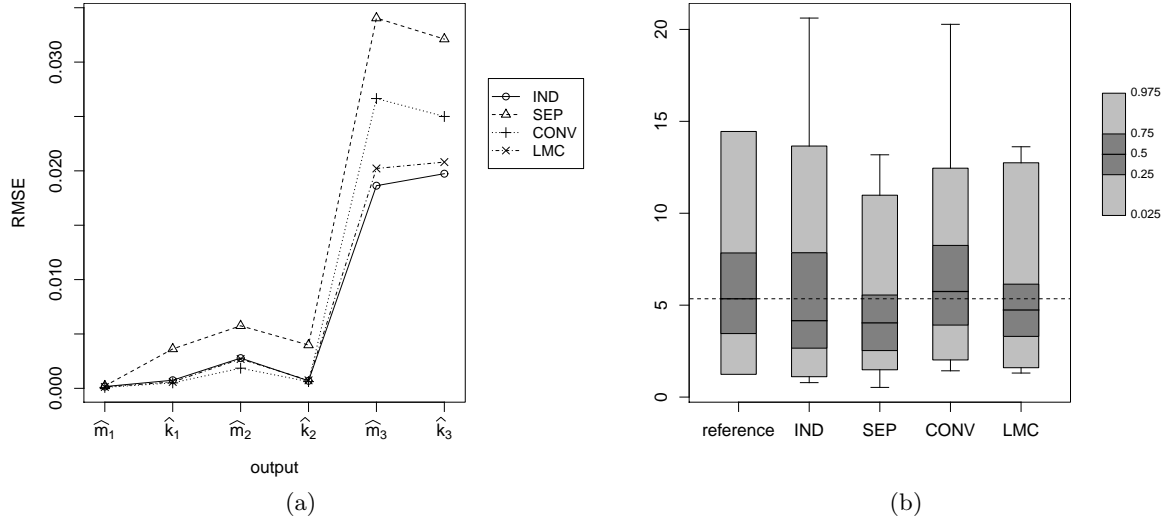 RMSE
0.030
0.020
0.010
0.000
m̂₁ k̂₁ m̂₂ k̂₂ m̂₃ k̂₃
output
IND
SEP
CONV
LMC
(a)
20
15
10
5
0
reference IND SEP CONV LMC
0.975
0.75
0.5
0.25
0.025
(b)